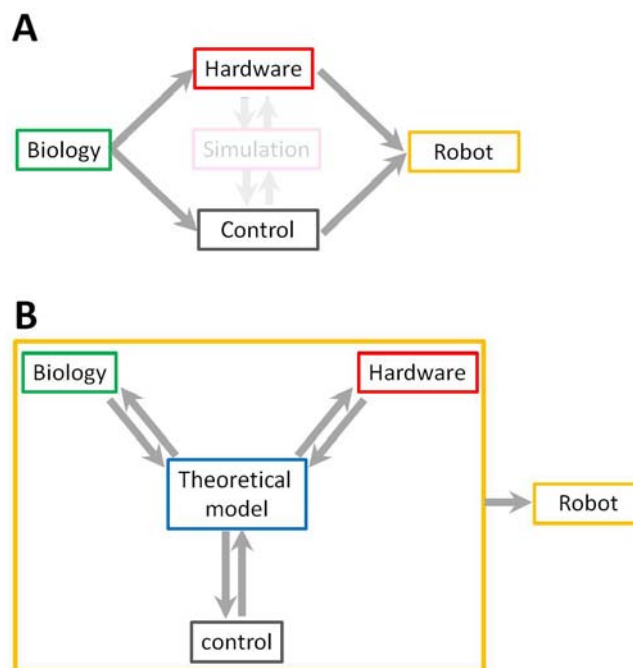 A
Hardware
Biology
Simulation
Robot
Control
B
Biology
Hardware
Theoretical
model
Robot
control